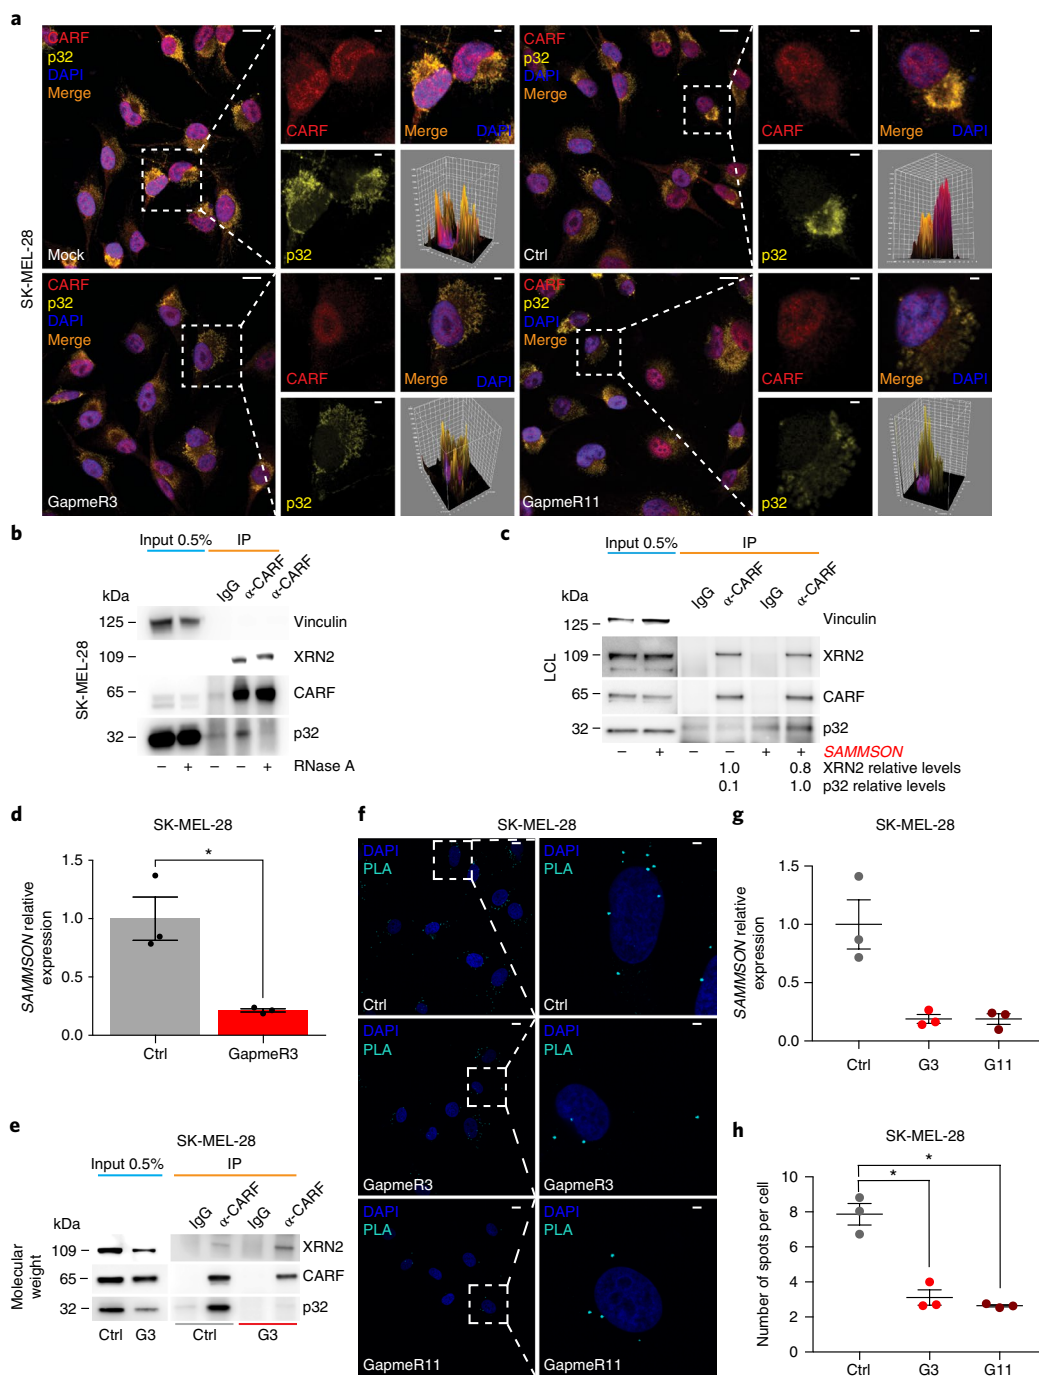 a
SK-MEL-28
CARF
p32
DAPI
Merge
Mock
CARF
Merge
DAPI
p32
CARF
p32
DAPI
Merge
Ctrl
CARF
Merge
DAPI
p32
CARF
p32
DAPI
Merge
GapmeR3
CARF
Merge
DAPI
p32
CARF
p32
DAPI
Merge
GapmeR11
CARF
Merge
DAPI
p32
b
SK-MEL-28
Input 0.5% IP
IgG α-CARF α-CARF
kDa
125 Vinculin
109 XRN2
65 CARF
32 p32
– + – – + RNase A
c
LCL
Input 0.5% IP
IgG α-CARF IgG α-CARF
kDa
125 Vinculin
109 XRN2
65 CARF
32 p32
– + – – + + SAMMSON
1.0 0.8 XRN2 relative levels
0.1 1.0 p32 relative levels
d
SK-MEL-28
SAMMSON relative expression
1.5
1.0
0.5
0.0
*
Ctrl GapmeR3
e
SK-MEL-28
Input 0.5% IP
IgG α-CARF IgG α-CARF
kDa
Molecular weight
109 XRN2
65 CARF
32 p32
Ctrl G3 Ctrl G3
f
SK-MEL-28
DAPI
PLA
Ctrl
DAPI
PLA
Ctrl
DAPI
PLA
GapmeR3
DAPI
PLA
GapmeR3
DAPI
PLA
GapmeR11
DAPI
PLA
GapmeR11
g
SK-MEL-28
SAMMSON relative expression
1.5
1.0
0.5
0.0
Ctrl G3 G11
h
SK-MEL-28
Number of spots per cell
10
8
6
4
2
0
*
*
Ctrl G3 G11